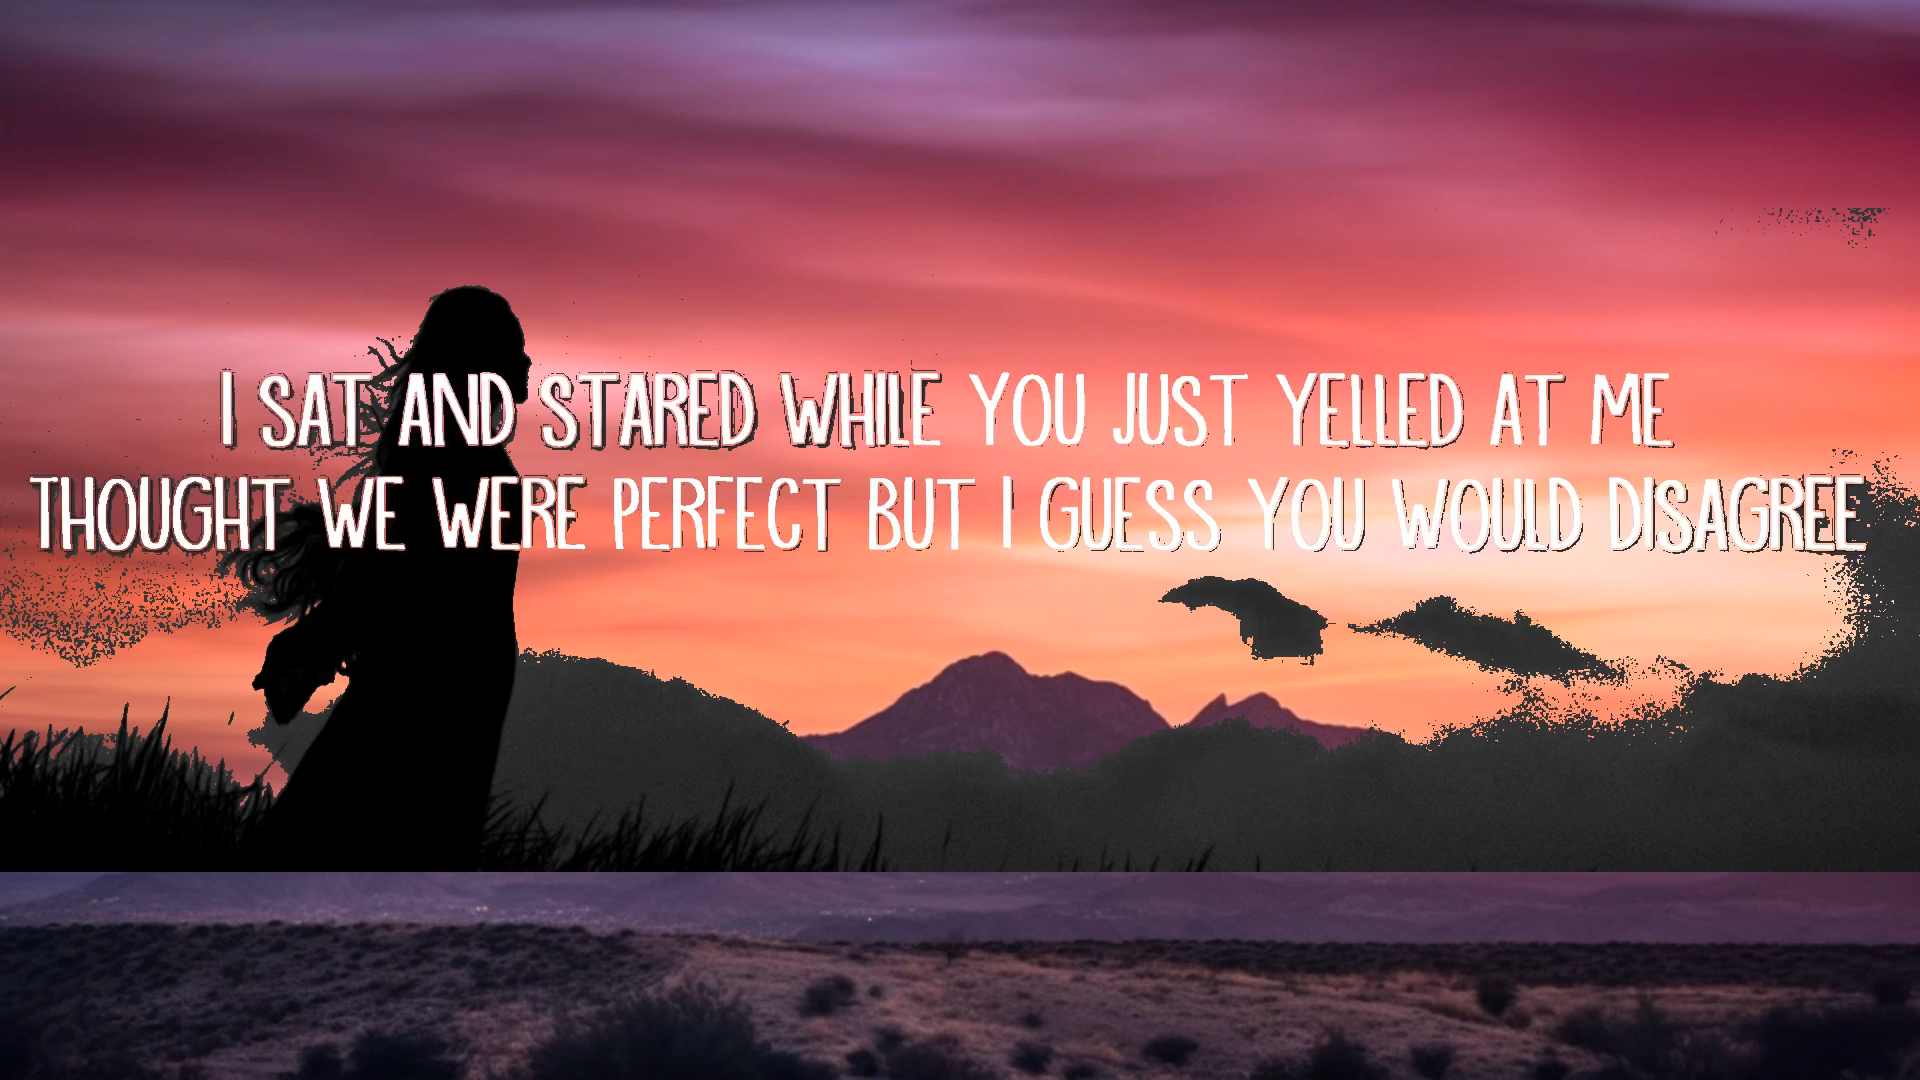 I SAT AND STARED WHILE YOU JUST YELLED AT ME
THOUGHT WE WERE PERFECT BUT I GUESS YOU WOULD DISAGREE